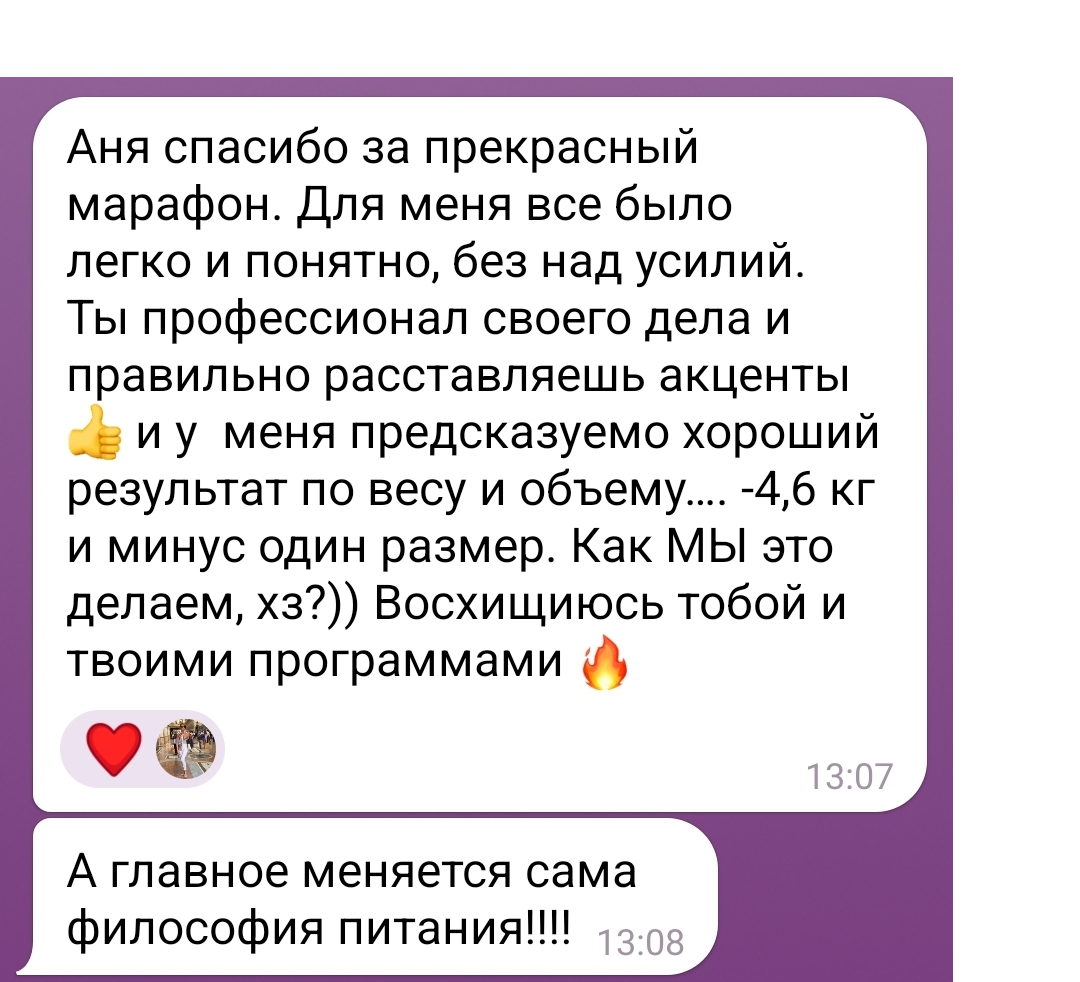 Аня спасибо за прекрасный
марафон. Для меня все было
легко и понятно, без над усилий.
Ты профессионал своего дела и
правильно расставляешь акценты
👍 и у  меня предсказуемо хороший
результат по весу и объему.... -4,6 кг
и минус один размер. Как МЫ это
делаем, хз?)) Восхищиюсь тобой и
твоими программами 🔥
❤️
13:07
А главное меняется сама
философия питания!!!! 13:08